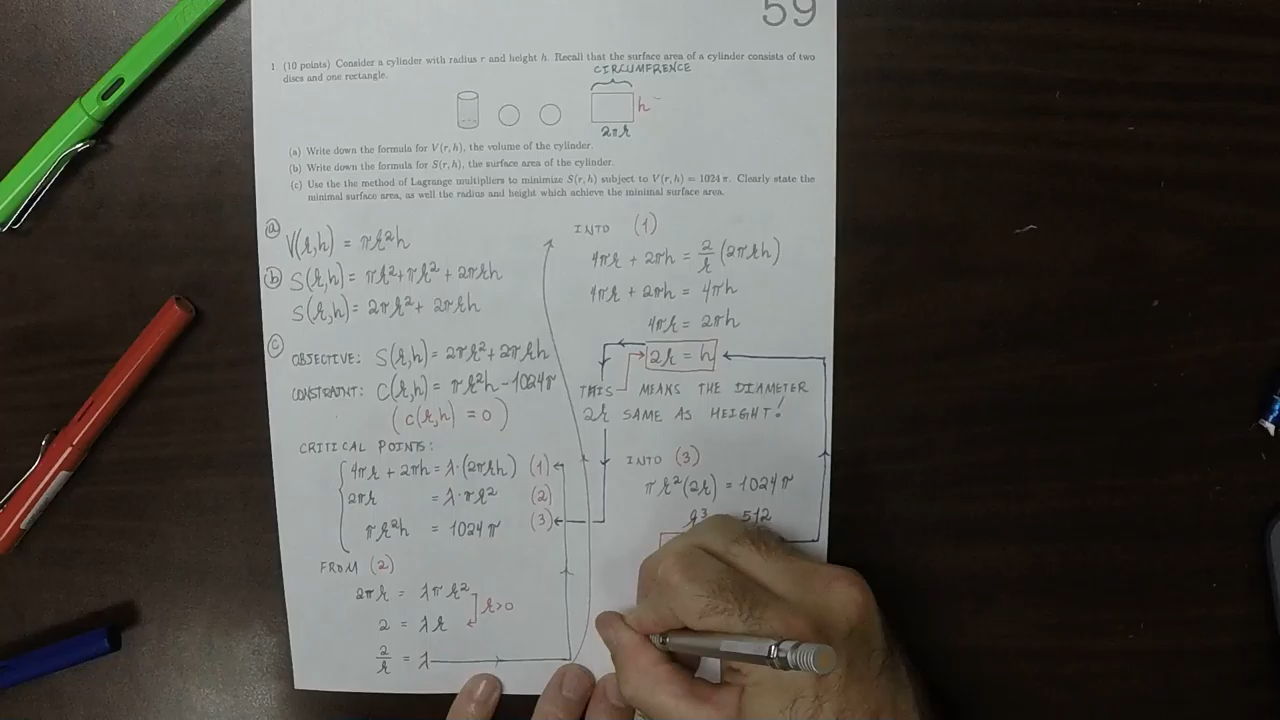 59
1. (10 points) Consider a cylinder with radius r and height h. Recall that the surface area of a cylinder consists of two
discs and one rectangle.
CIRCUMFRENCE
h
2πr
(a) Write down the formula for V(r, h), the volume of the cylinder.
(b) Write down the formula for S(r, h), the surface area of the cylinder.
(c) Use the the method of Lagrange multipliers to minimize S(r, h) subject to V(r, h) = 1024 π. Clearly state the
minimal surface area, as well the radius and height which achieve the minimal surface area.
(a) V(r,h) = πr²h
(b) S(r,h) = πr²+πr² + 2πrh
S(r,h) = 2πr² + 2πrh
(c) OBJECTIVE: S(r,h) = 2πr²+2πrh
CONSTRAINT: C(r,h) = πr²h-1024π
(C(r,h) = 0)
CRITICAL POINTS:
4πr + 2πh = λ·(2πrh) (1)
2πr = λ·πr² (2)
πr²h = 1024π (3)
FROM (2)
2πr = λπr²
r>0
2 = λr
2/r = λ
INTO (1)
4πr + 2πh = 2/r (2πrh)
4πr + 2πh = 4πh
4πr = 2πh
2r = h
THIS MEANS THE DIAMETER
2r SAME AS HEIGHT!
INTO (3)
πr²(2r) = 1024π
r³ 512